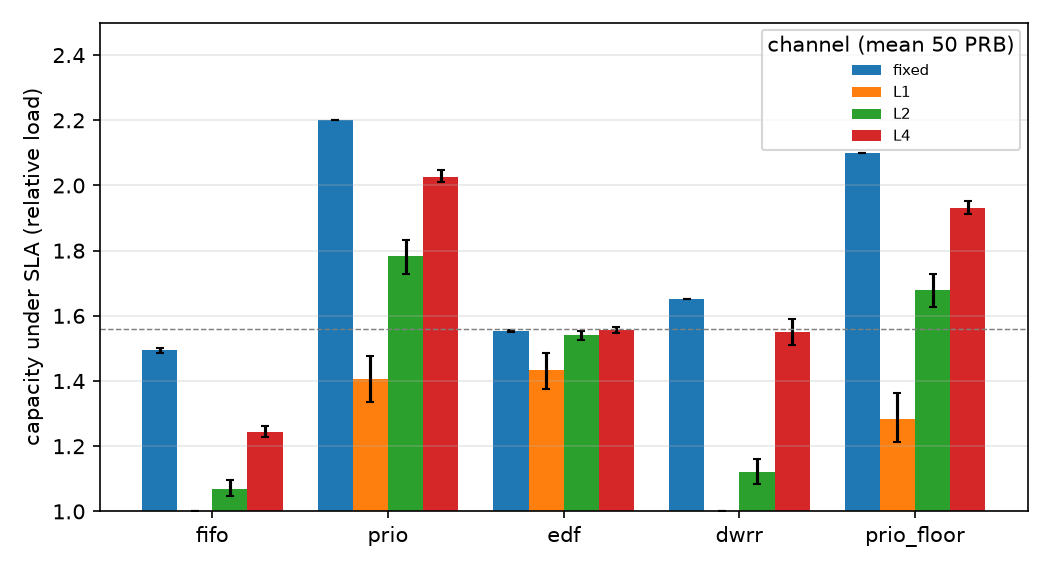 channel (mean 50 PRB)
fixed
L1
L2
L4
capacity under SLA (relative load)
2.4
2.2
2.0
1.8
1.6
1.4
1.2
1.0
fifo prio edf dwrr prio_floor